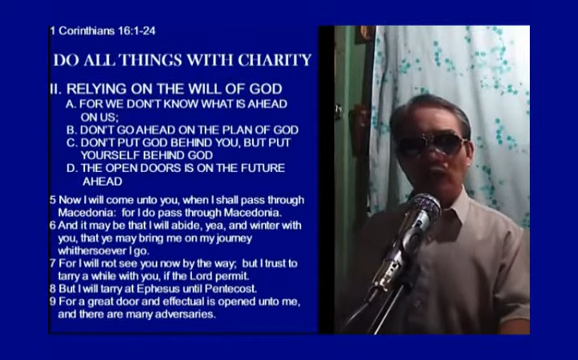 1 Corinthians 16:1-24
DO ALL THINGS WITH CHARITY
II. RELYING ON THE WILL OF GOD
A. FOR WE DON'T KNOW WHAT IS AHEAD
ON US;
B. DON'T GO AHEAD ON THE PLAN OF GOD
C. DON'T PUT GOD BEHIND YOU, BUT PUT
YOURSELF BEHIND GOD
D. THE OPEN DOORS IS ON THE FUTURE
AHEAD
5 Now I will come unto you, when I shall pass through
Macedonia: for I do pass through Macedonia.
6 And it may be that I will abide, yea, and winter with
you, that ye may bring me on my journey
whithersoever I go.
7 For I will not see you now by the way; but I trust to
tarry a while with you, if the Lord permit.
8 But I will tarry at Ephesus until Pentecost.
9 For a great door and effectual is opened unto me,
and there are many adversaries.